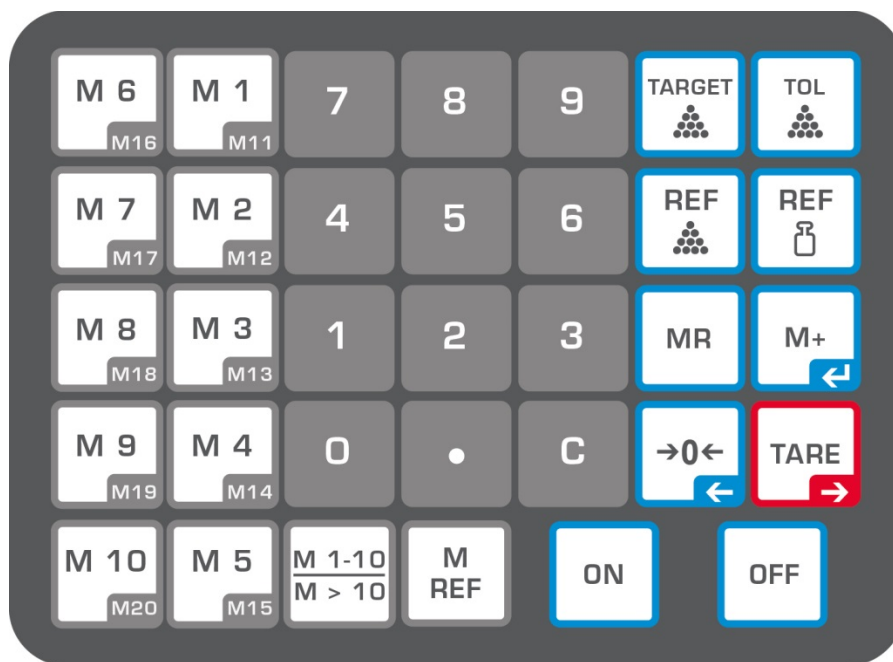 M 6 M 1 7 8 9 TARGET TOL
M16 M11
M 7 M 2 4 5 6 REF REF
M17 M12
M 8 M 3 1 2 3 MR M+
M18 M13
M 9 M 4 0 . C →0← TARE
M19 M14
M 10 M 5 M 1-10 M ON OFF
M > 10 REF
M20 M15